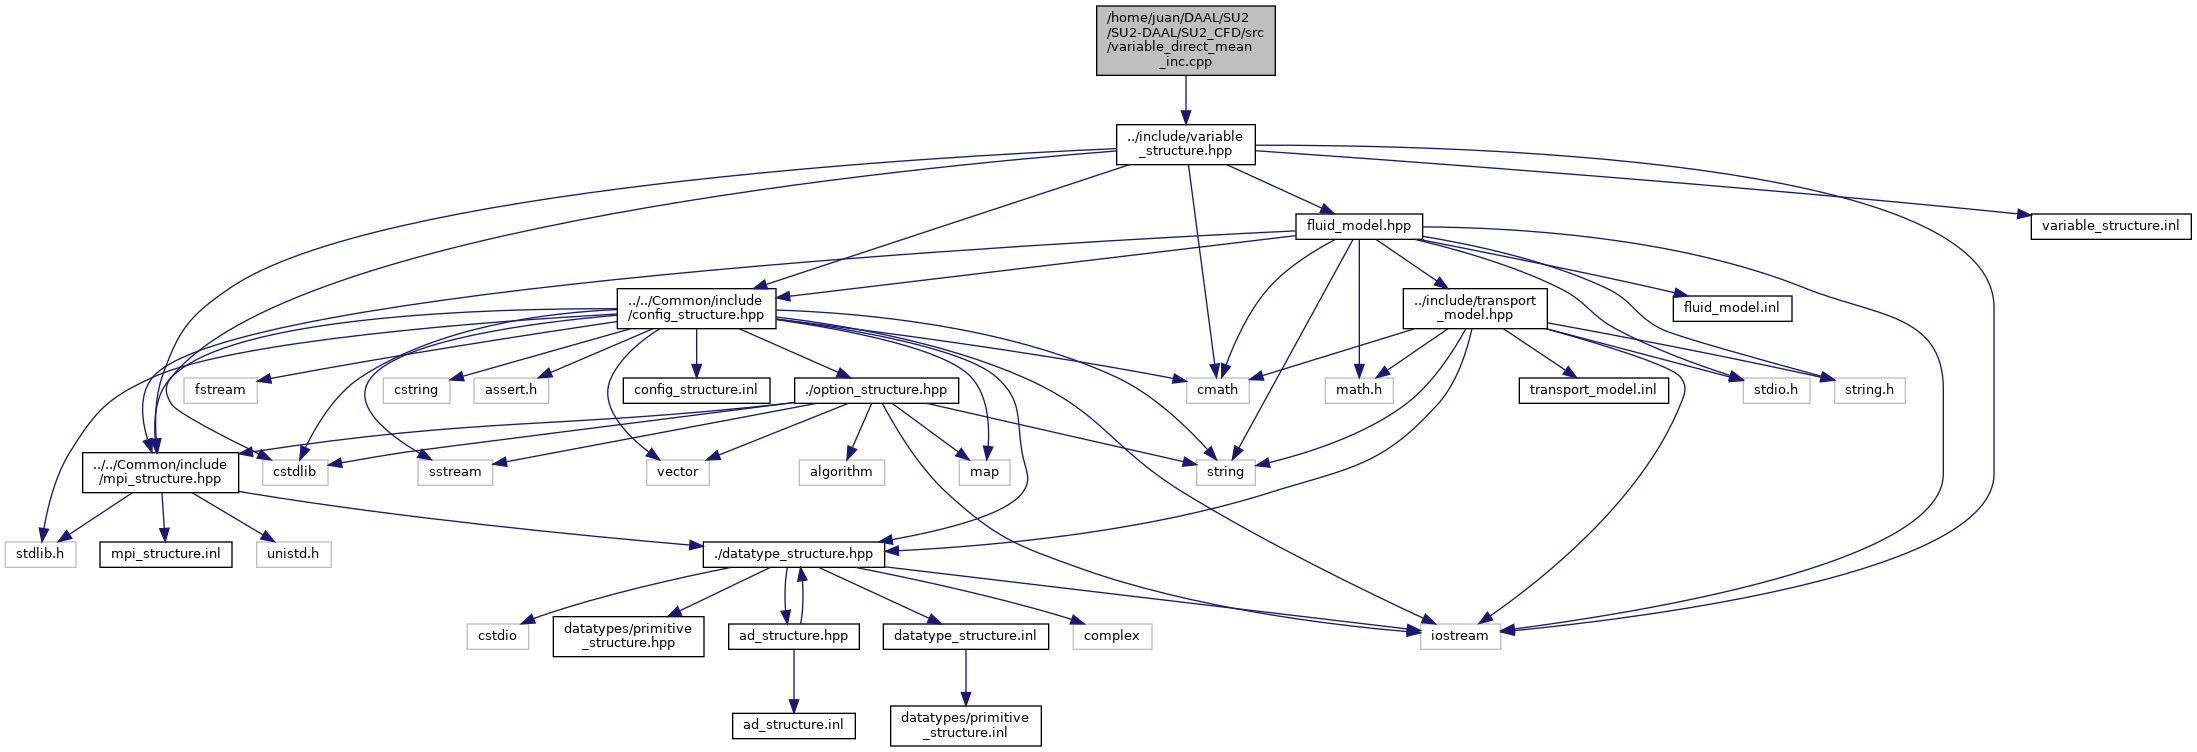 /home/juan/DAAL/SU2
/SU2-DAAL/SU2_CFD/src
/variable_direct_mean
_inc.cpp
../include/variable
_structure.hpp
fluid_model.hpp
variable_structure.inl
../../Common/include
/config_structure.hpp
../include/transport
_model.hpp
fluid_model.inl
fstream
cstring
assert.h
config_structure.inl
./option_structure.hpp
cmath
math.h
transport_model.inl
stdio.h
string.h
../../Common/include
/mpi_structure.hpp
cstdlib
sstream
vector
algorithm
map
string
stdlib.h
mpi_structure.inl
unistd.h
./datatype_structure.hpp
cstdio
datatypes/primitive
_structure.hpp
ad_structure.hpp
datatype_structure.inl
complex
iostream
ad_structure.inl
datatypes/primitive
_structure.inl